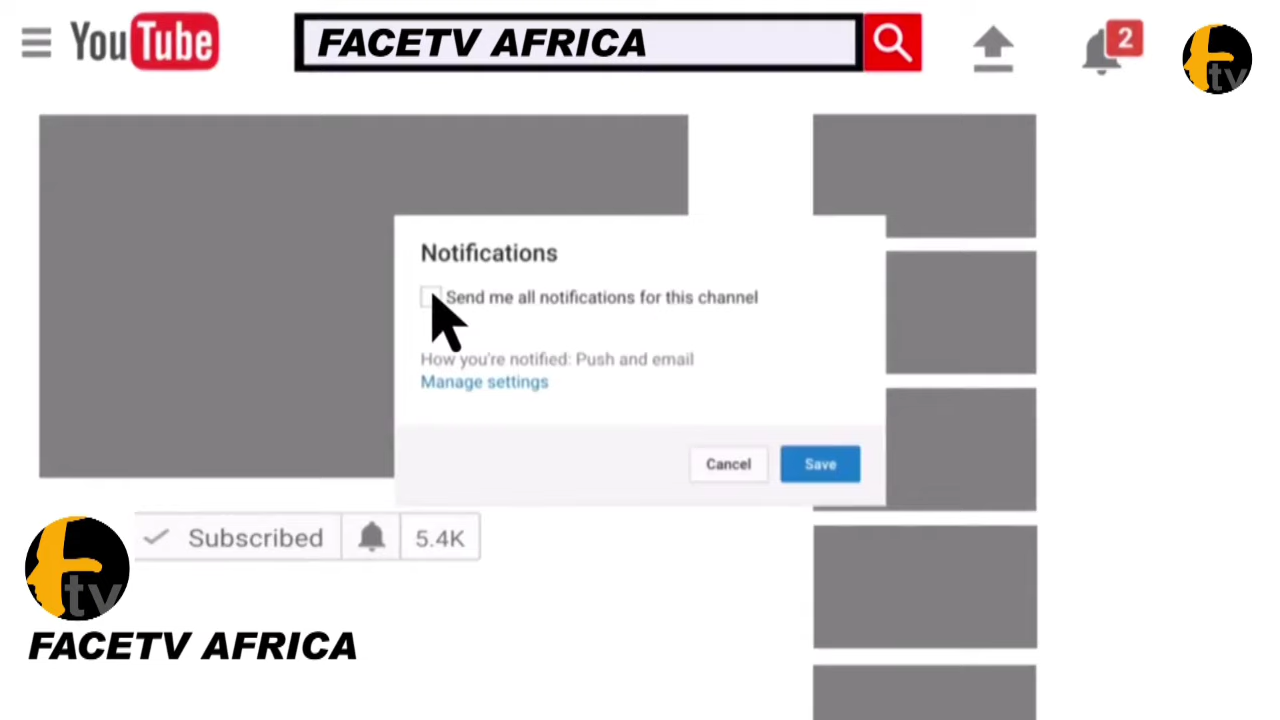 YouTube
FACETV AFRICA
2
tv
Notifications
Send me all notifications for this channel
How you're notified: Push and email
Manage settings
Cancel
Save
Subscribed
5.4K
tv
FACETV AFRICA